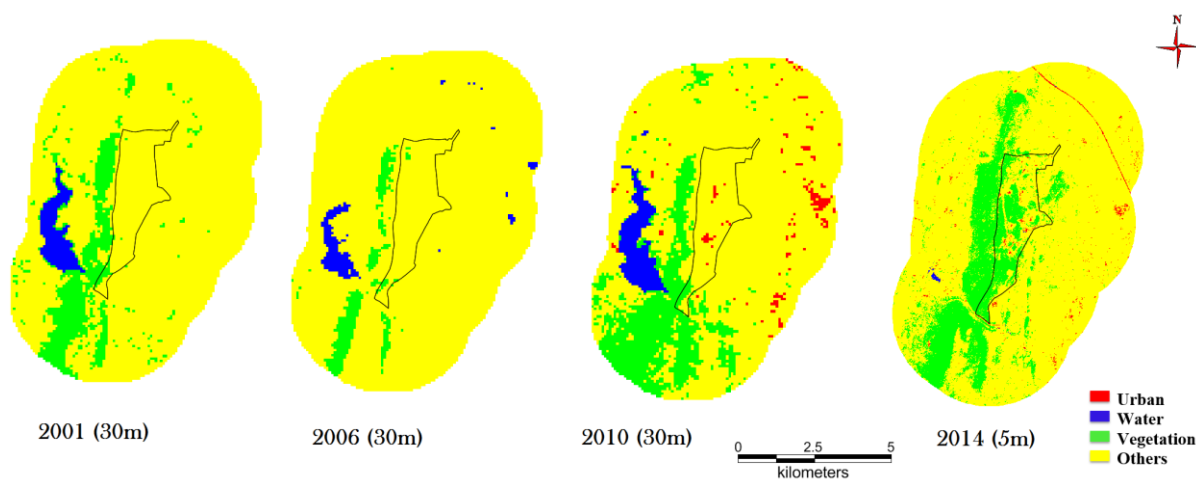 N
2001 (30m)
2006 (30m)
2010 (30m)
2014 (5m)
0 2.5 5
kilometers
Urban
Water
Vegetation
Others